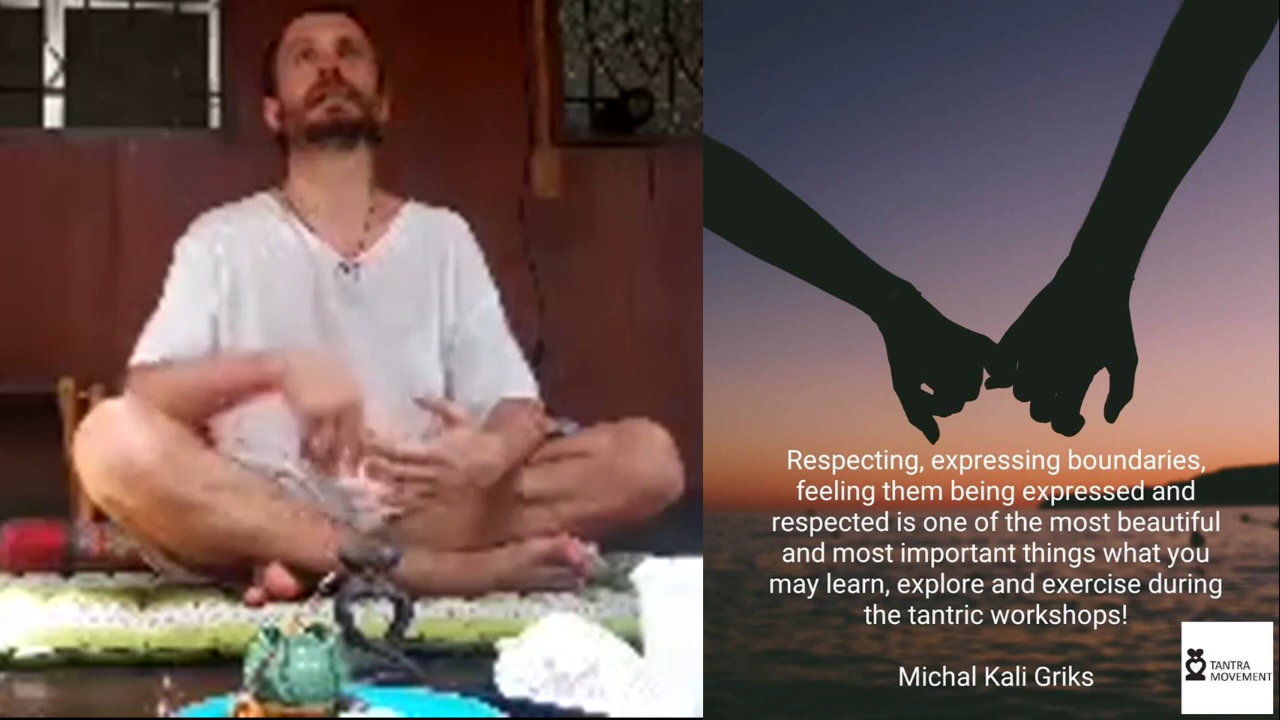 Respecting, expressing boundaries,
feeling them being expressed and
respected is one of the most beautiful
and most important things what you
may learn, explore and exercise during
the tantric workshops!
Michal Kali Griks
TANTRA
MOVEMENT